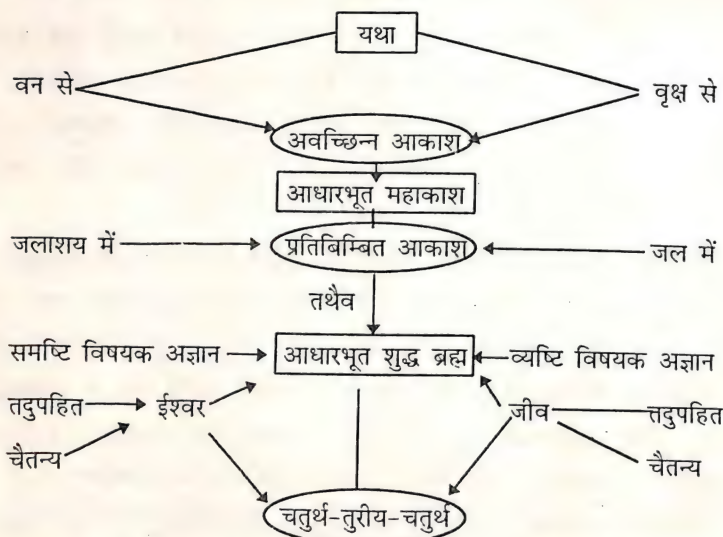 यथा
वन से
वृक्ष से
अवच्छिन्न आकाश
आधारभूत महाकाश
जलाशय में
प्रतिबिम्बित आकाश
जल में
तथैव
समष्टि विषयक अज्ञान
आधारभूत शुद्ध ब्रह्म
व्यष्टि विषयक अज्ञान
तदुपहित
ईश्वर
जीव
तदुपहित
चैतन्य
चैतन्य
चतुर्थ-तुरीय-चतुर्थ